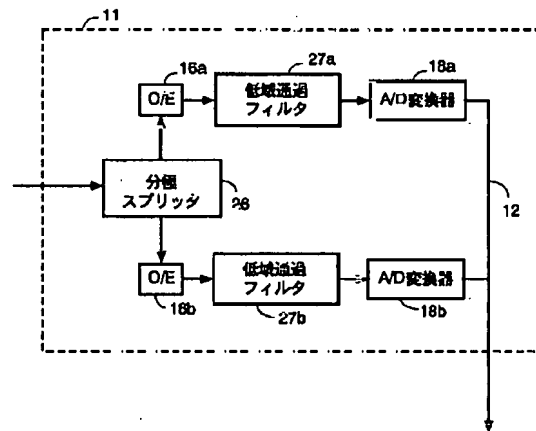 11
16a
27a
18a
O/E
低域通過
フィルタ
A/D変換器
分極
スプリッタ
26
12
O/E
低域通過
フィルタ
A/D変換器
16b
27b
18b